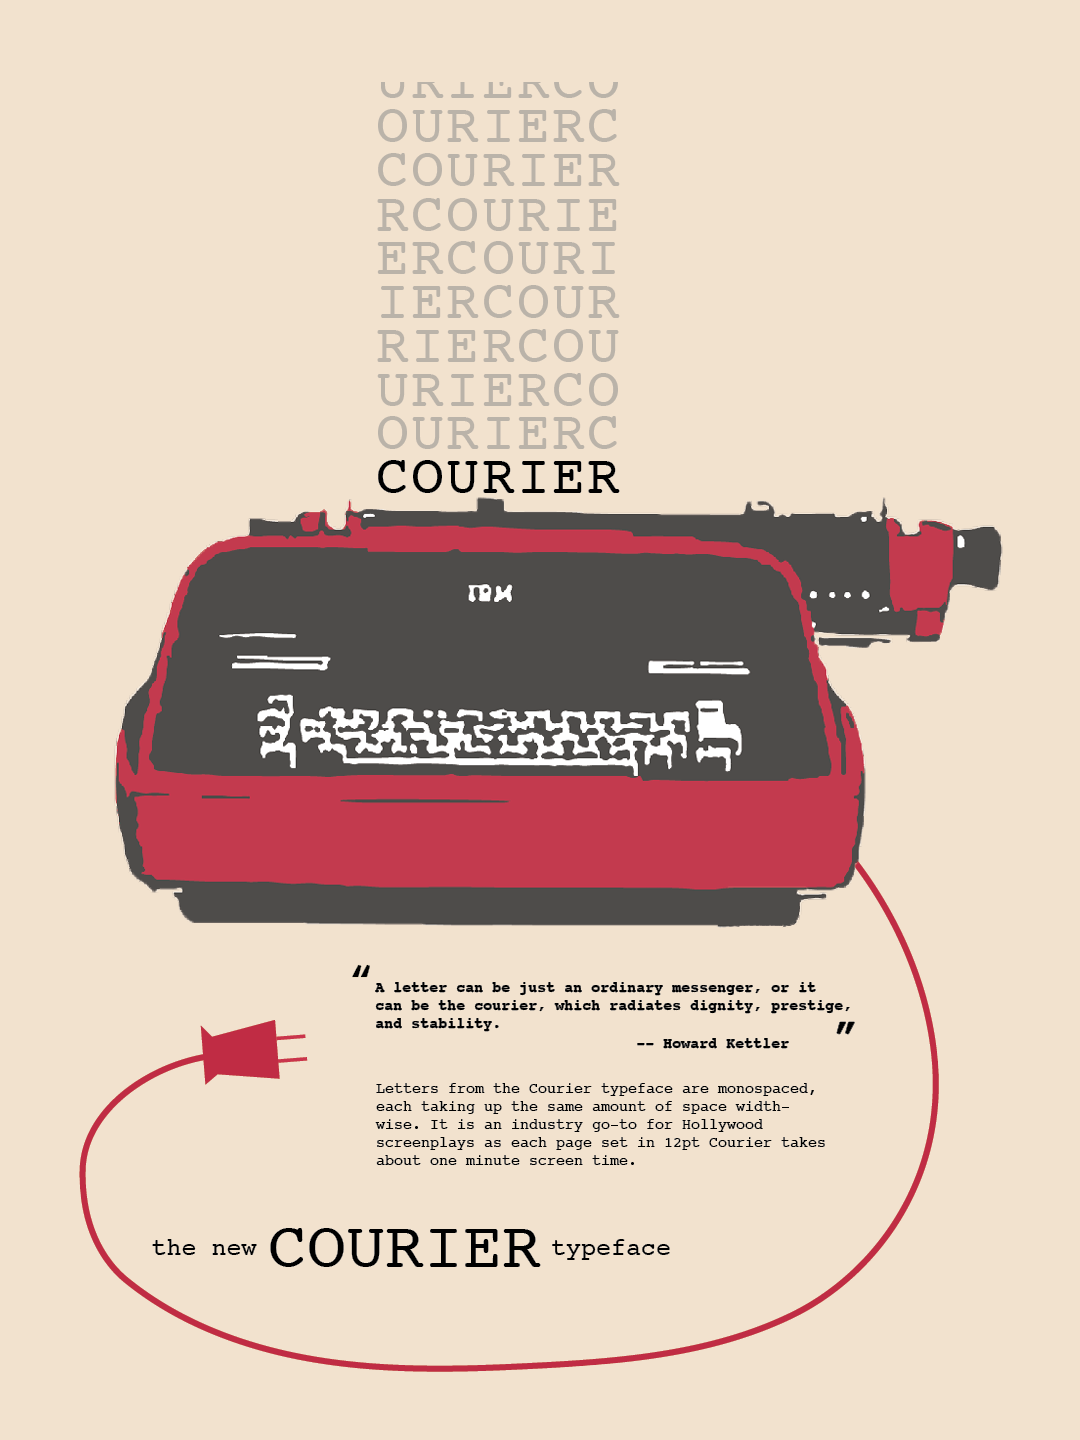 URIERCO
OURIERC
COURIER
RCOURIE
ERCOURI
IERCOUR
RIERCOU
URIERCO
OURIERC
COURIER
IBM
“A letter can be just an ordinary messenger, or it
can be the courier, which radiates dignity, prestige,
and stability.”
-- Howard Kettler
Letters from the Courier typeface are monospaced,
each taking up the same amount of space width-
wise. It is an industry go-to for Hollywood
screenplays as each page set in 12pt Courier takes
about one minute screen time.
the new COURIER typeface